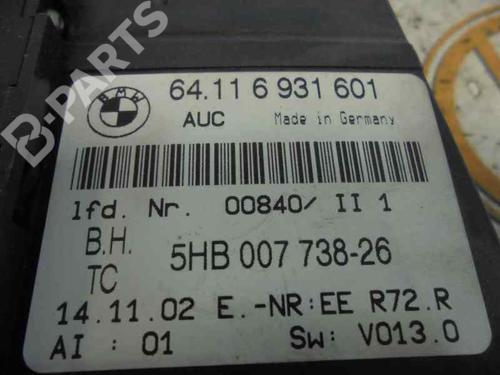 B-PARTS
BMW
64.11 6 931 601
AUC Made in Germany
lfd. Nr. 00840/ II 1
B.H. 5HB 007 738-26
TC
14.11.02 E.-NR:EE R72.R
AI : 01 SW: V013.0